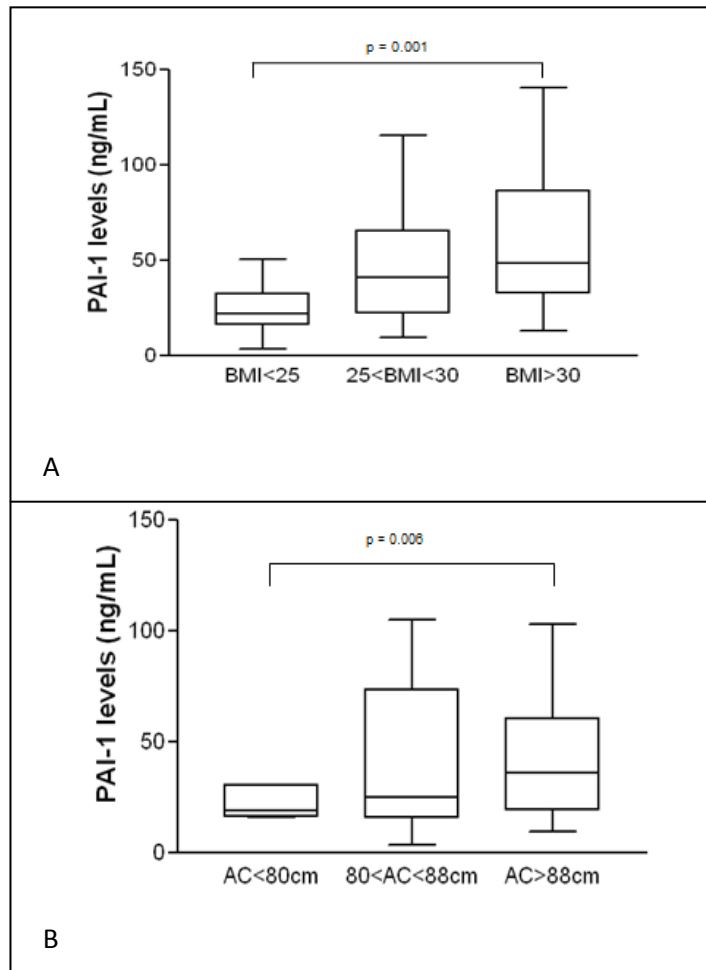 p = 0.001
150
100
50
0
PAI-1 levels (ng/mL)
BMI<25 25<BMI<30 BMI>30
A
p = 0.006
150
100
50
0
PAI-1 levels (ng/mL)
AC<80cm 80<AC<88cm AC>88cm
B